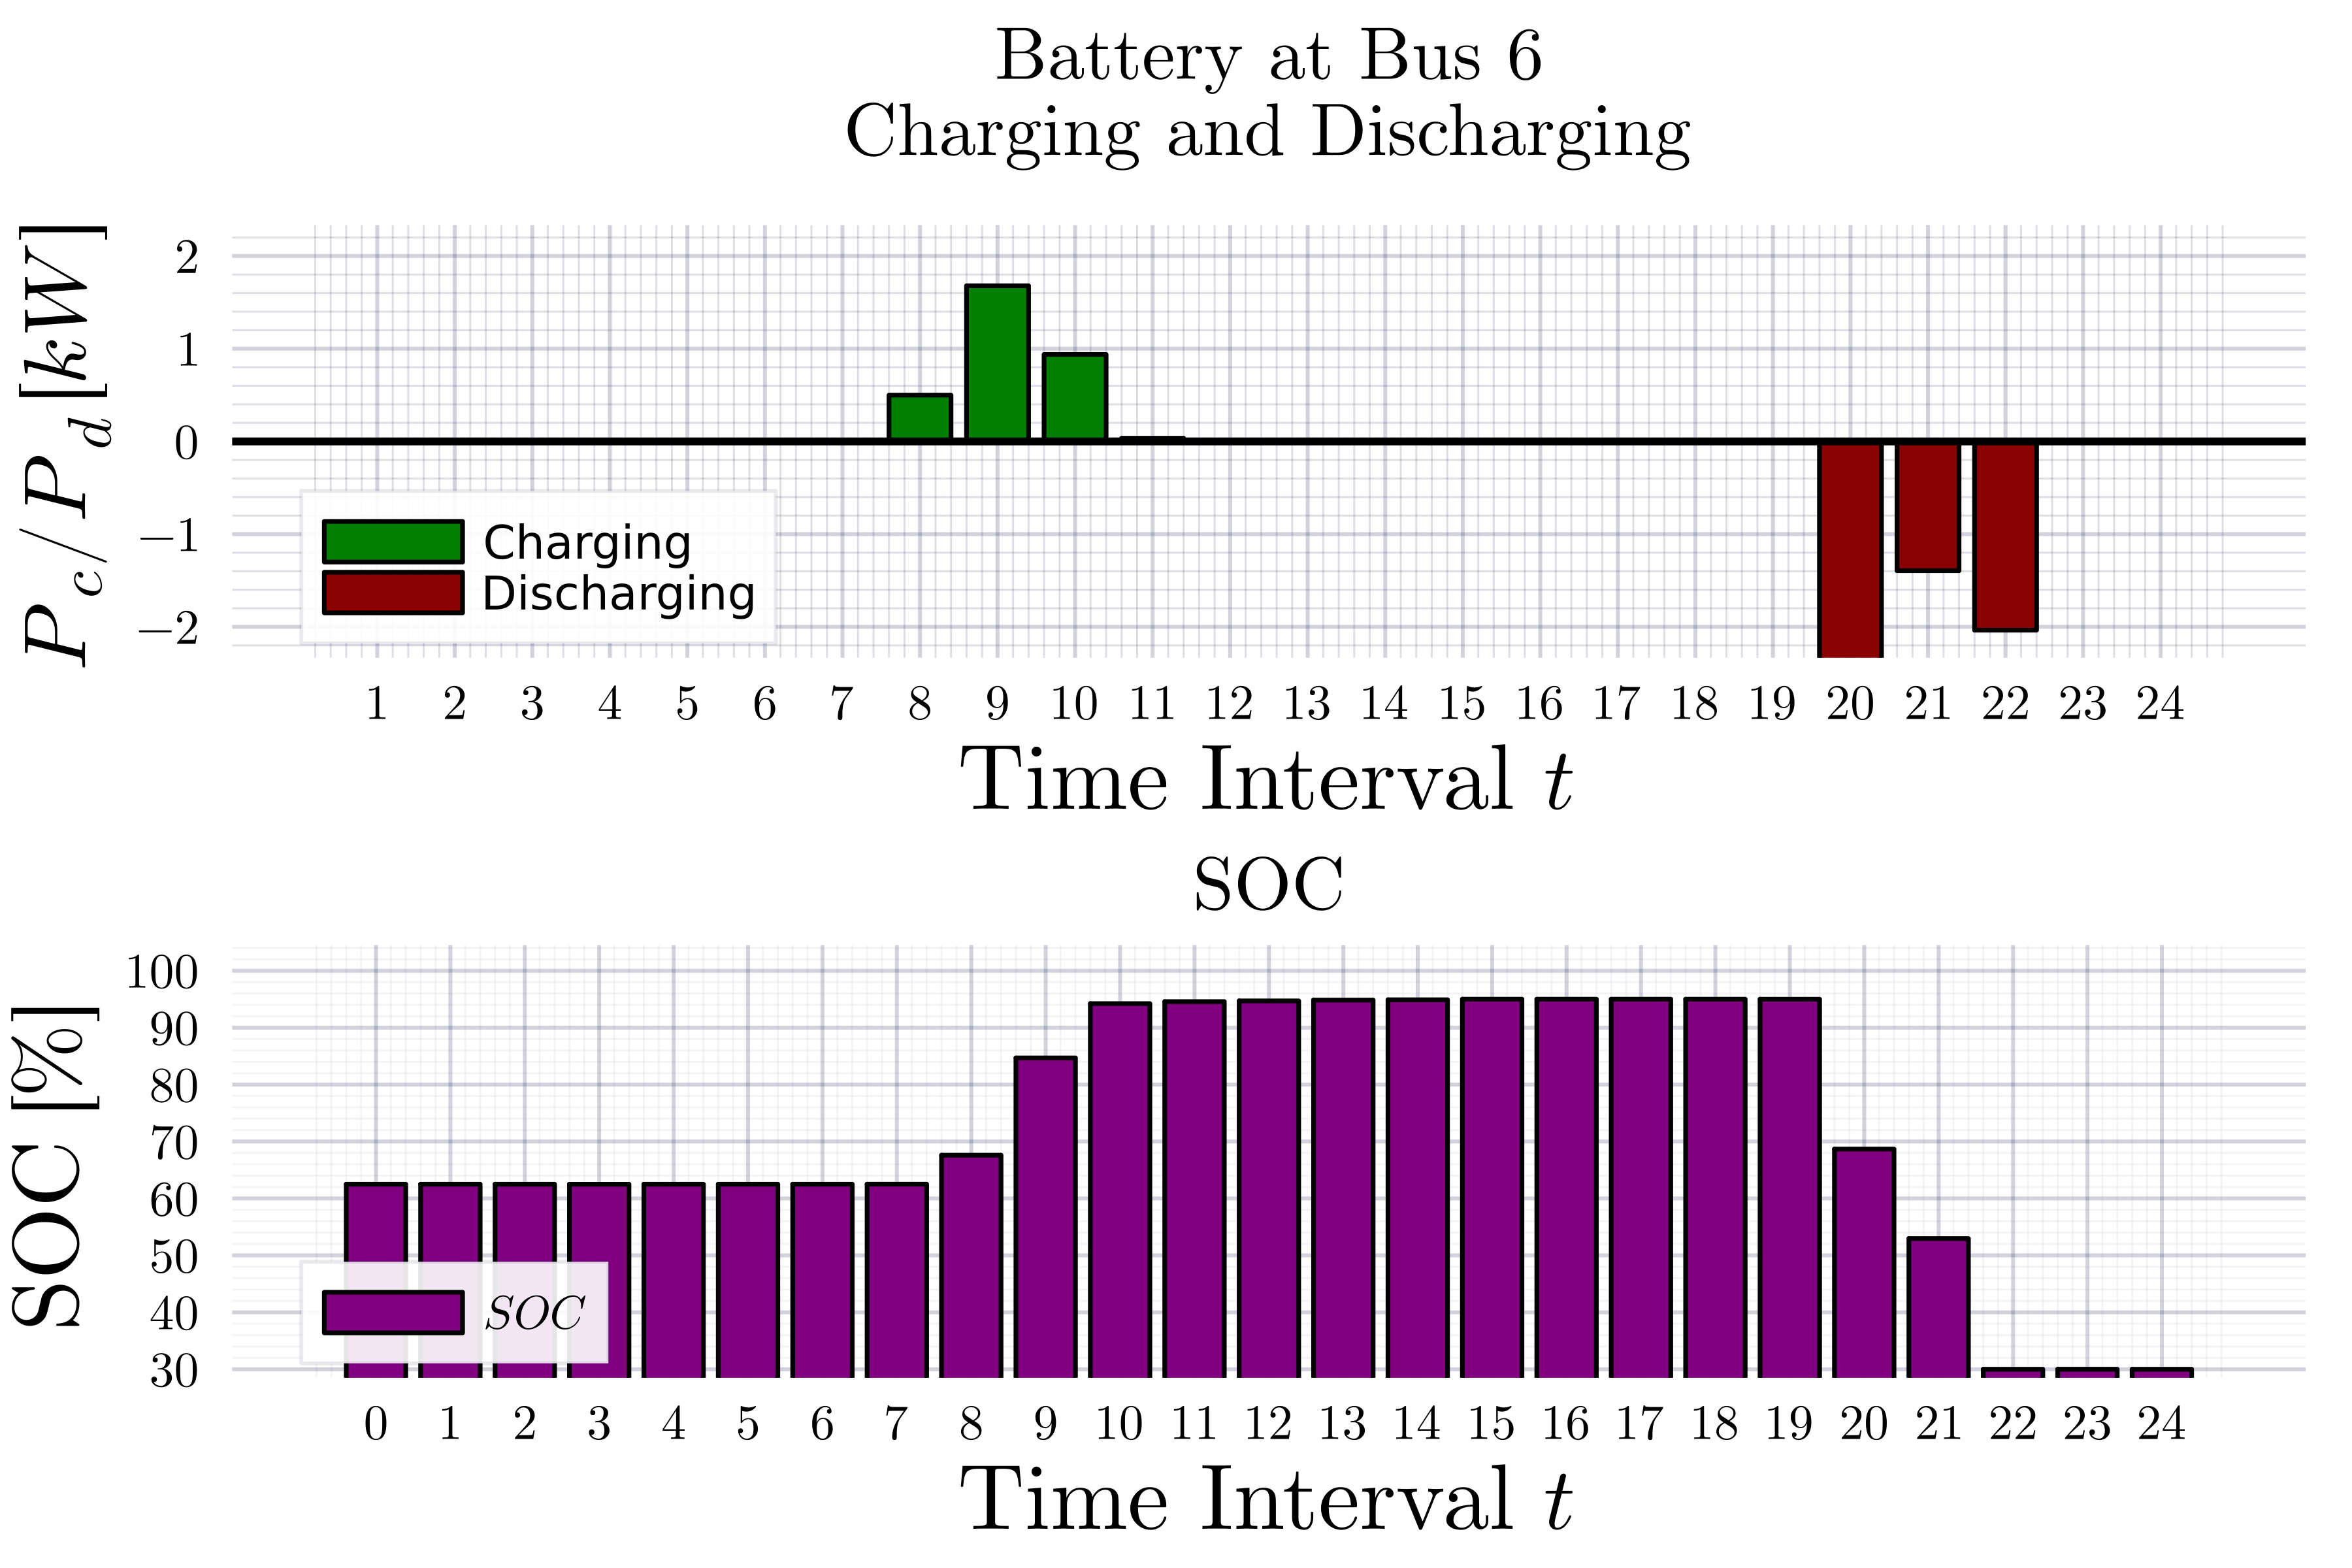 Battery at Bus 6
Charging and Discharging
P_c/P_d [kW]
2
1
0
−1
−2
Charging
Discharging
1 2 3 4 5 6 7 8 9 10 11 12 13 14 15 16 17 18 19 20 21 22 23 24
Time Interval t
SOC
SOC [%]
100
90
80
70
60
50
40
30
SOC
0 1 2 3 4 5 6 7 8 9 10 11 12 13 14 15 16 17 18 19 20 21 22 23 24
Time Interval t